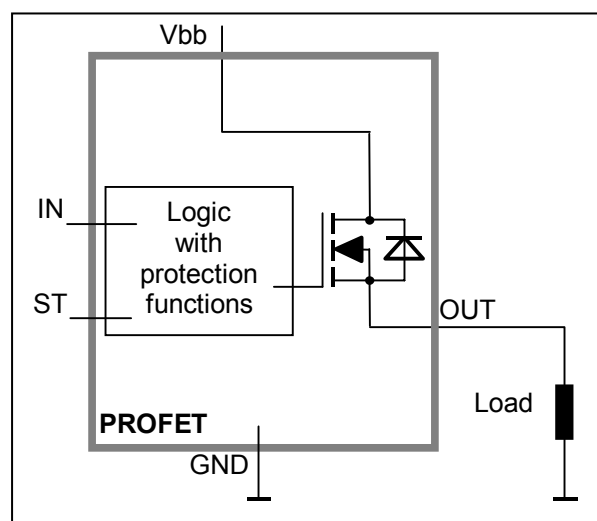 Vbb
IN
Logic
with
protection
functions
ST
OUT
Load
PROFET
GND